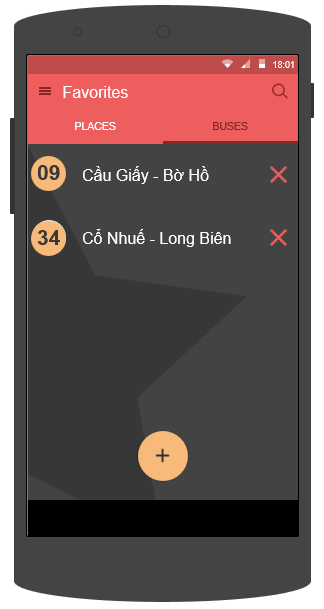 18:01
Favorites
PLACES BUSES
09 Cầu Giấy - Bờ Hồ
34 Cổ Nhuế - Long Biên